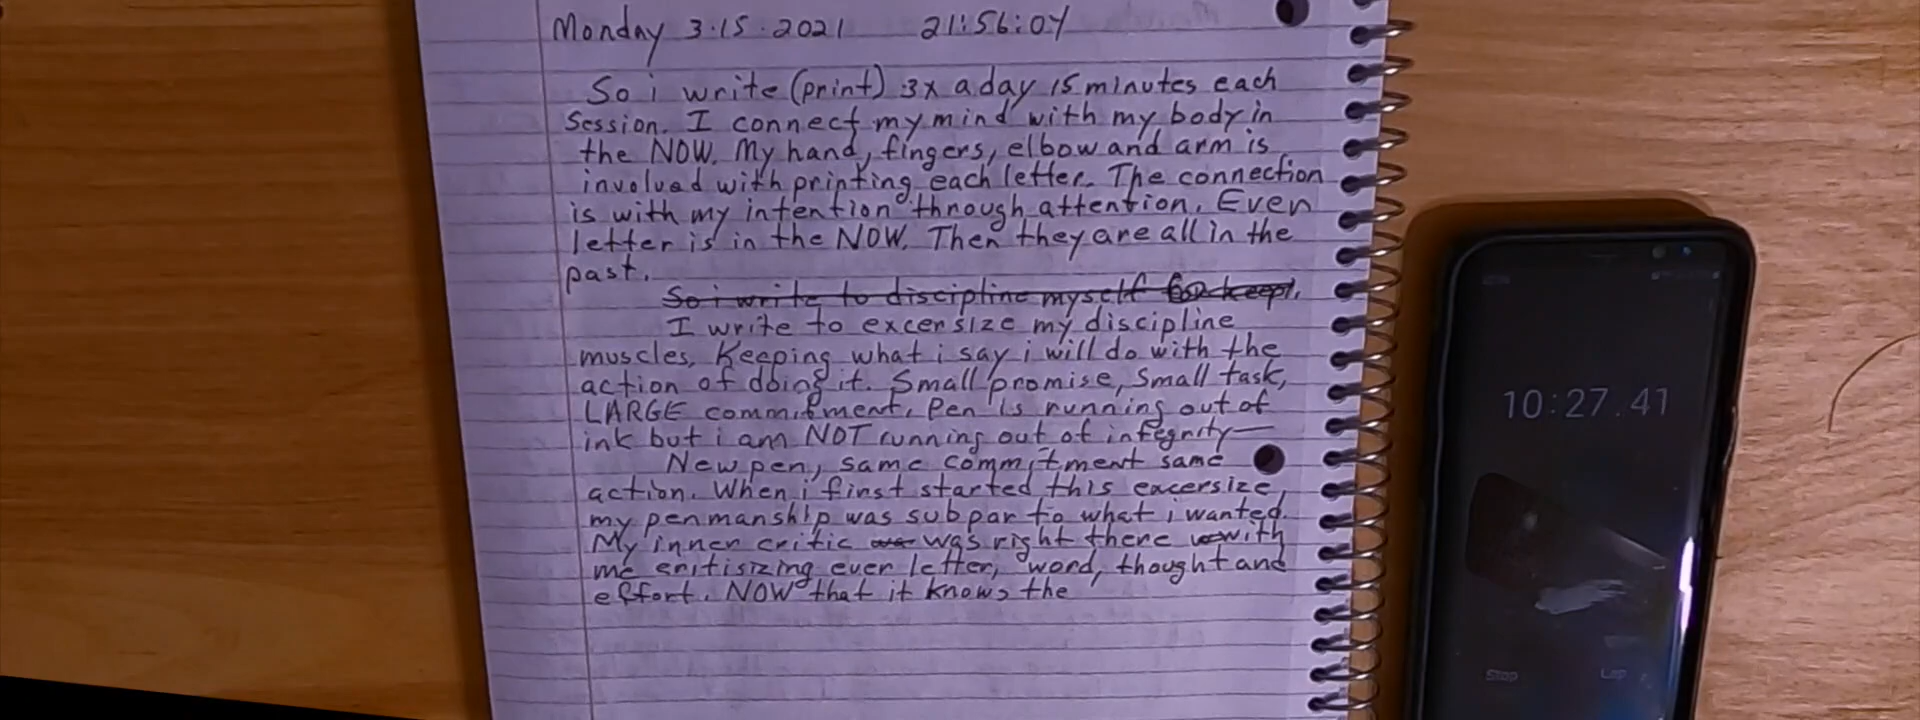 Monday 3.15.2021 21:56:04
So i write (print) 3x a day 15 minutes each
Session. I connect my mind with my body in
the NOW. My hand, fingers, elbow and arm is
involved with printing each letter. The connection
is with my intention through attention. Even
letter is in the NOW. Then they are all in the
past.
So i write to discipline myself keept.
I write to excersize my discipline
muscles, Keeping what i say i will do with the
action of doing it. Small promise, Small task,
LARGE commitment. Pen is running out of
ink but i am NOT running out of integrity—
New pen, same commitment same
action. When i first started this excersize,
my penmanship was subpar to what i wanted.
My inner critic was right there with
me critisizing ever letter, word, thought and
effort. NOW that it knows the
10:27.41
Stop Lap